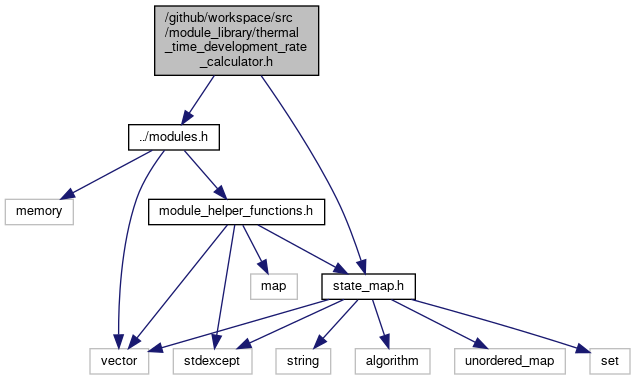 /github/workspace/src
/module_library/thermal
_time_development_rate
_calculator.h
../modules.h
memory
module_helper_functions.h
map
state_map.h
vector
stdexcept
string
algorithm
unordered_map
set